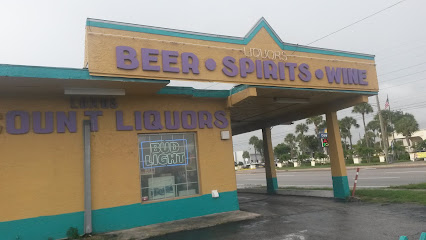 LIQUORS
BEER • SPIRITS • WINE
COUNT LIQUORS
BUD
LIGHT